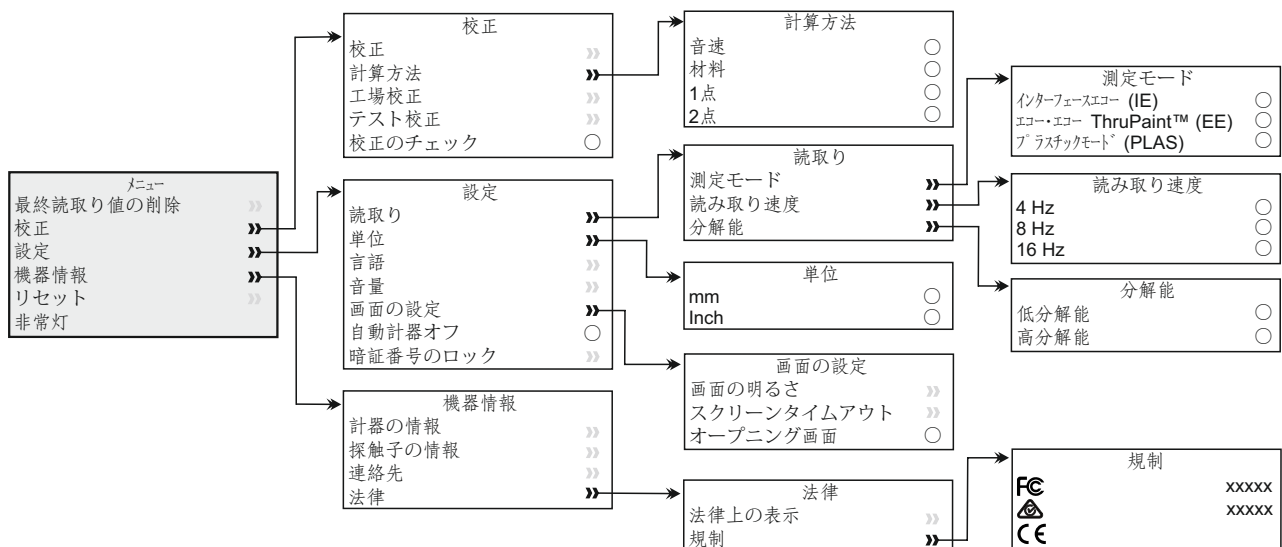 メニュー
最終読取り値の削除
校正
設定
機器情報
リセット
非常灯
校正
校正
計算方法
工場校正
テスト校正
校正のチェック
設定
読取り
単位
言語
音量
画面の設定
自動計器オフ
暗証番号のロック
機器情報
計器の情報
探触子の情報
連絡先
法律
計算方法
音速
材料
1点
2点
読取り
測定モード
読み取り速度
分解能
単位
mm
Inch
画面の設定
画面の明るさ
スクリーンタイムアウト
オープニング画面
法律
法律上の表示
規制
測定モード
インターフェースエコー (IE)
エコー・エコー ThruPaint™ (EE)
プラスチックモード (PLAS)
読み取り速度
4 Hz
8 Hz
16 Hz
分解能
低分解能
高分解能
規制
FC xxxxx
xxxxx
CE